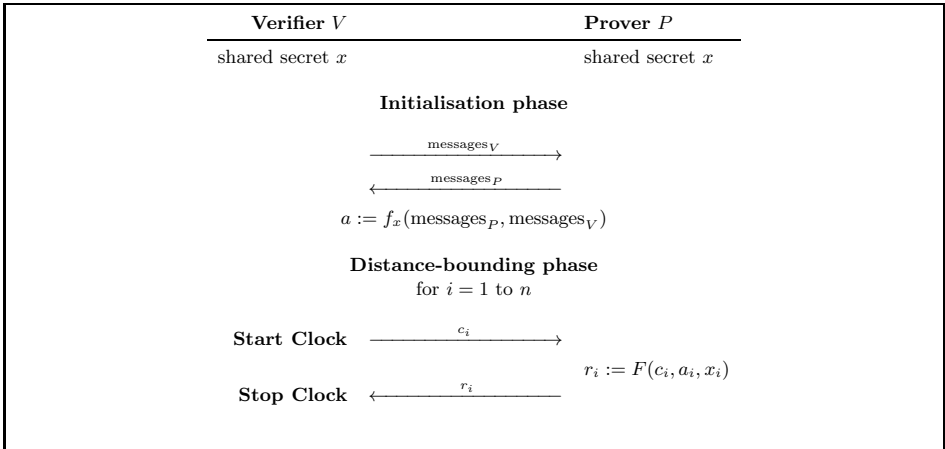 Verifier V Prover P
shared secret x shared secret x
Initialisation phase
messages_V
messages_P
a := f_x(messages_P, messages_V)
Distance-bounding phase
for i = 1 to n
Start Clock c_i
r_i := F(c_i, a_i, x_i)
Stop Clock r_i